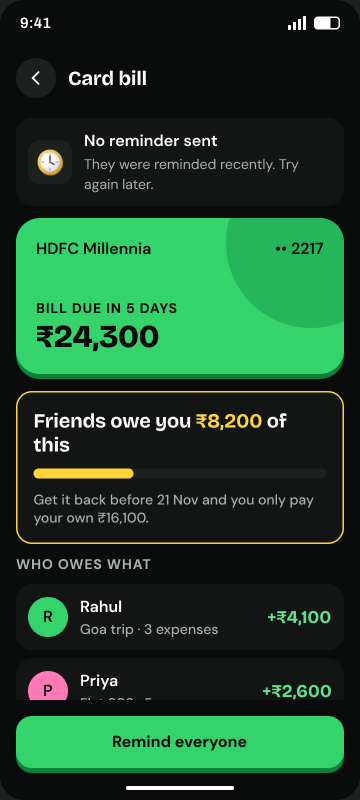 9:41
Card bill
No reminder sent
They were reminded recently. Try
again later.
HDFC Millennia
•• 2217
BILL DUE IN 5 DAYS
₹24,300
Friends owe you ₹8,200 of
this
Get it back before 21 Nov and you only pay
your own ₹16,100.
WHO OWES WHAT
R
Rahul
Goa trip · 3 expenses
+₹4,100
P
Priya
+₹2,600
Remind everyone